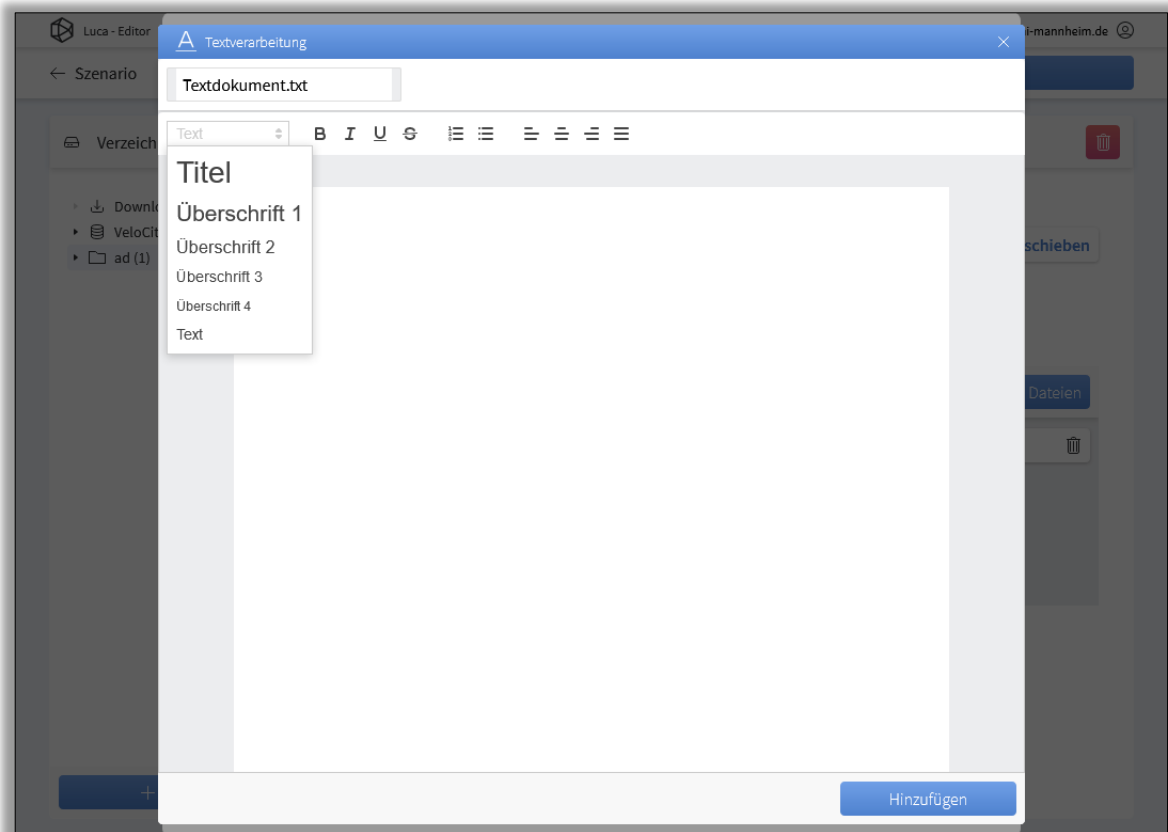 Luca - Editor
Textverarbeitung
i-mannheim.de
Szenario
Textdokument.txt
Text
B I U S
Verzeich
Titel
Überschrift 1
Überschrift 2
Überschrift 3
Überschrift 4
Text
Downlo
VeloCit
ad (1)
schieben
Dateien
Hinzufügen